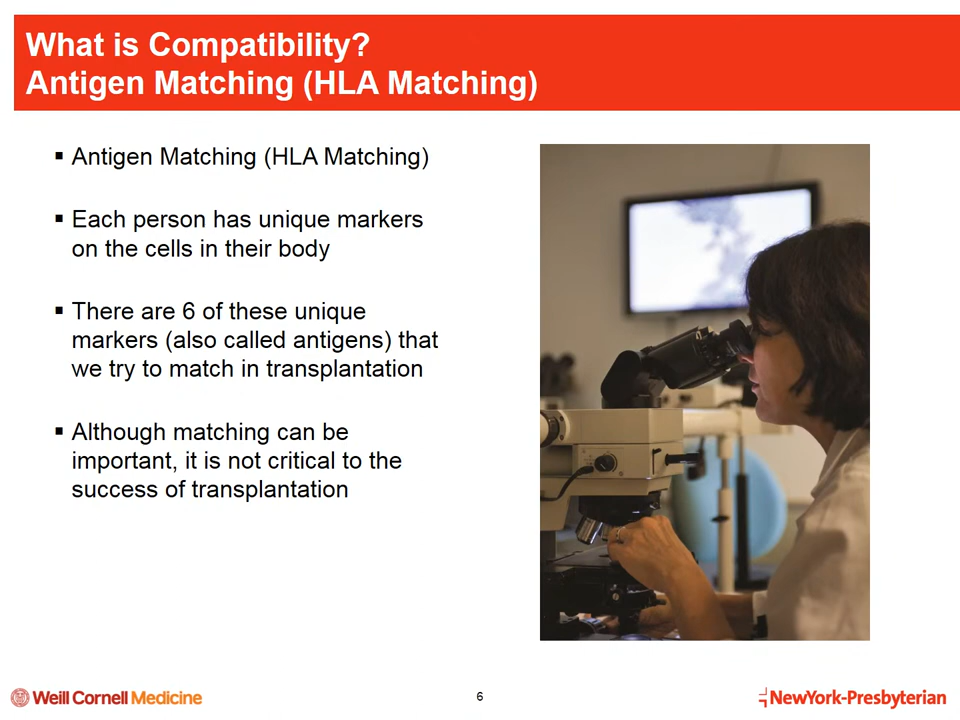 What is Compatibility?
Antigen Matching (HLA Matching)
▪ Antigen Matching (HLA Matching)
▪ Each person has unique markers
on the cells in their body
▪ There are 6 of these unique
markers (also called antigens) that
we try to match in transplantation
▪ Although matching can be
important, it is not critical to the
success of transplantation
Weill Cornell Medicine
6
NewYork-Presbyterian